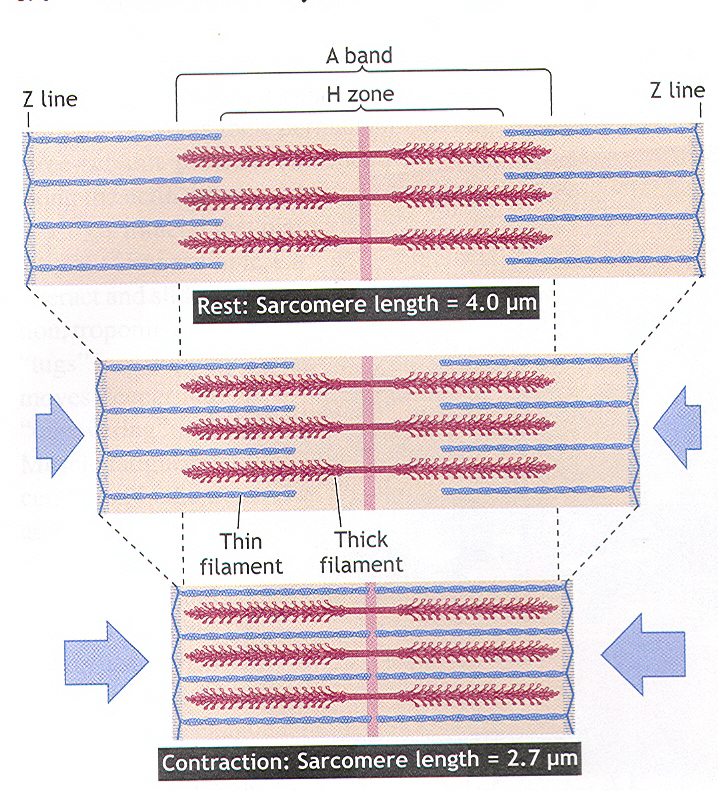 A band
H zone
Z line
Z line
Rest: Sarcomere length = 4.0 µm
Thin
filament
Thick
filament
Contraction: Sarcomere length = 2.7 µm